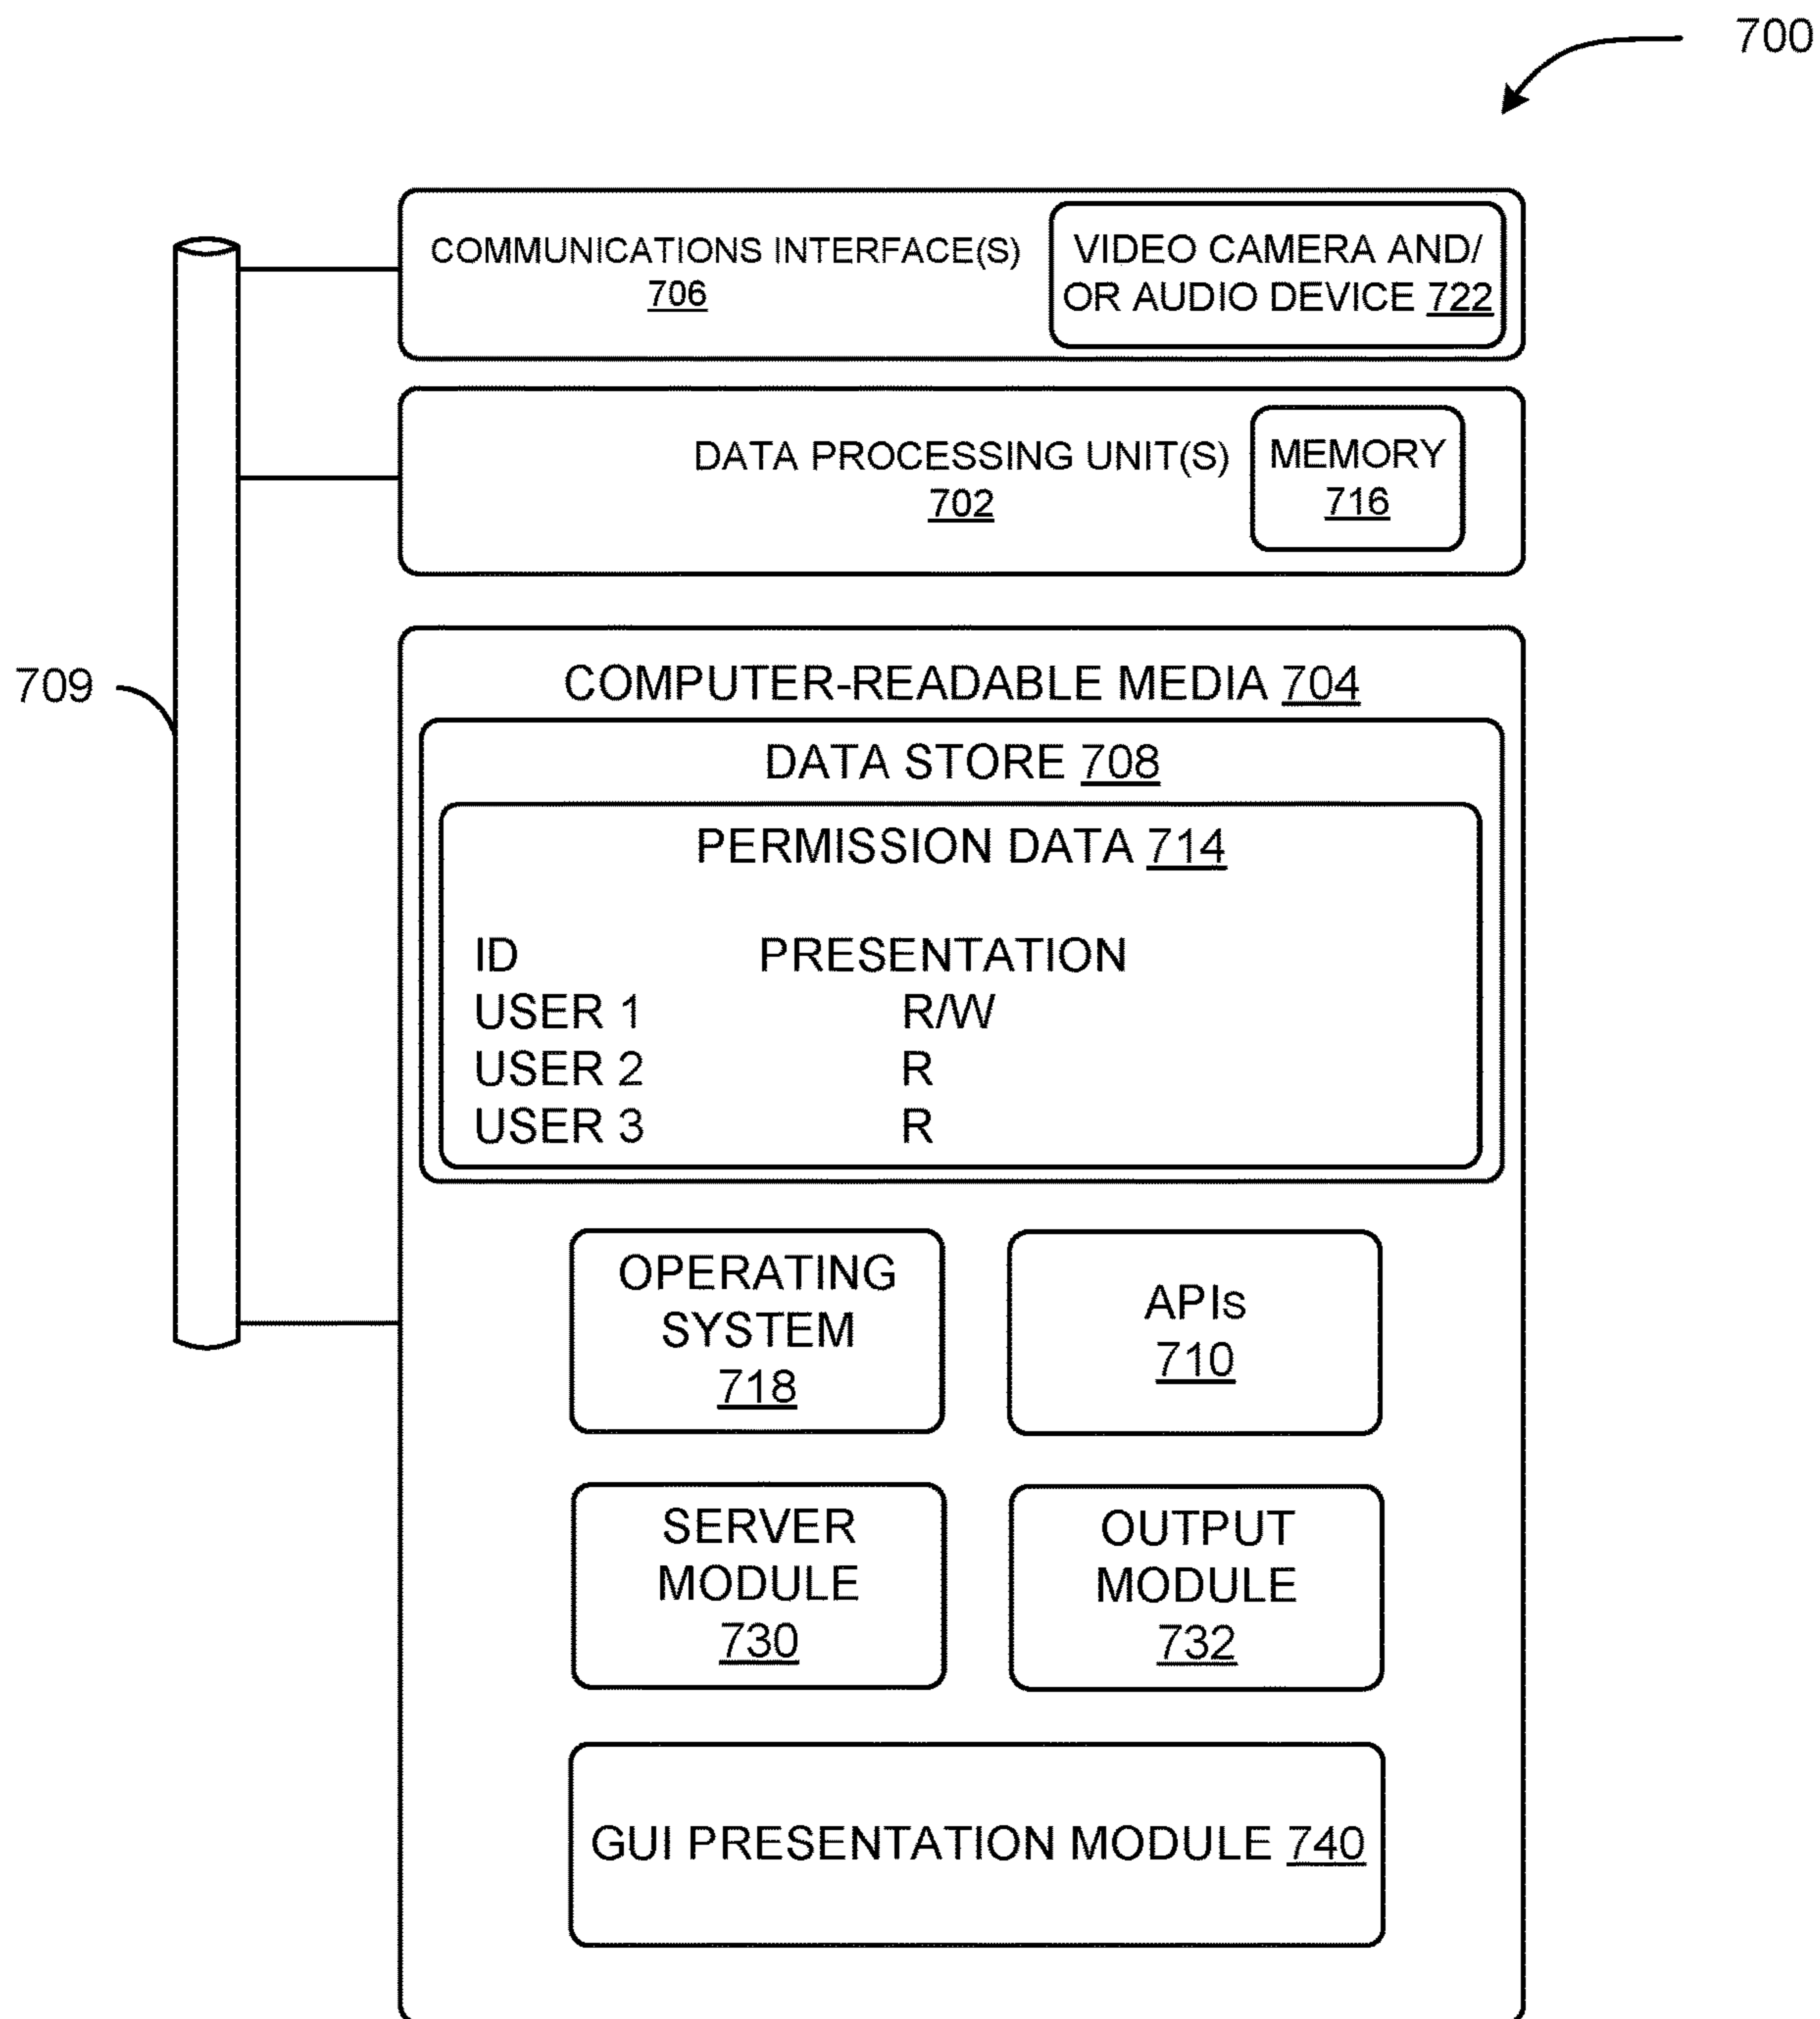 700
COMMUNICATIONS INTERFACE(S)
706
VIDEO CAMERA AND/
OR AUDIO DEVICE 722
DATA PROCESSING UNIT(S)
702
MEMORY
716
709
COMPUTER-READABLE MEDIA 704
DATA STORE 708
PERMISSION DATA 714
ID PRESENTATION
USER 1 R/W
USER 2 R
USER 3 R
OPERATING
SYSTEM
718
APIs
710
SERVER
MODULE
730
OUTPUT
MODULE
732
GUI PRESENTATION MODULE 740